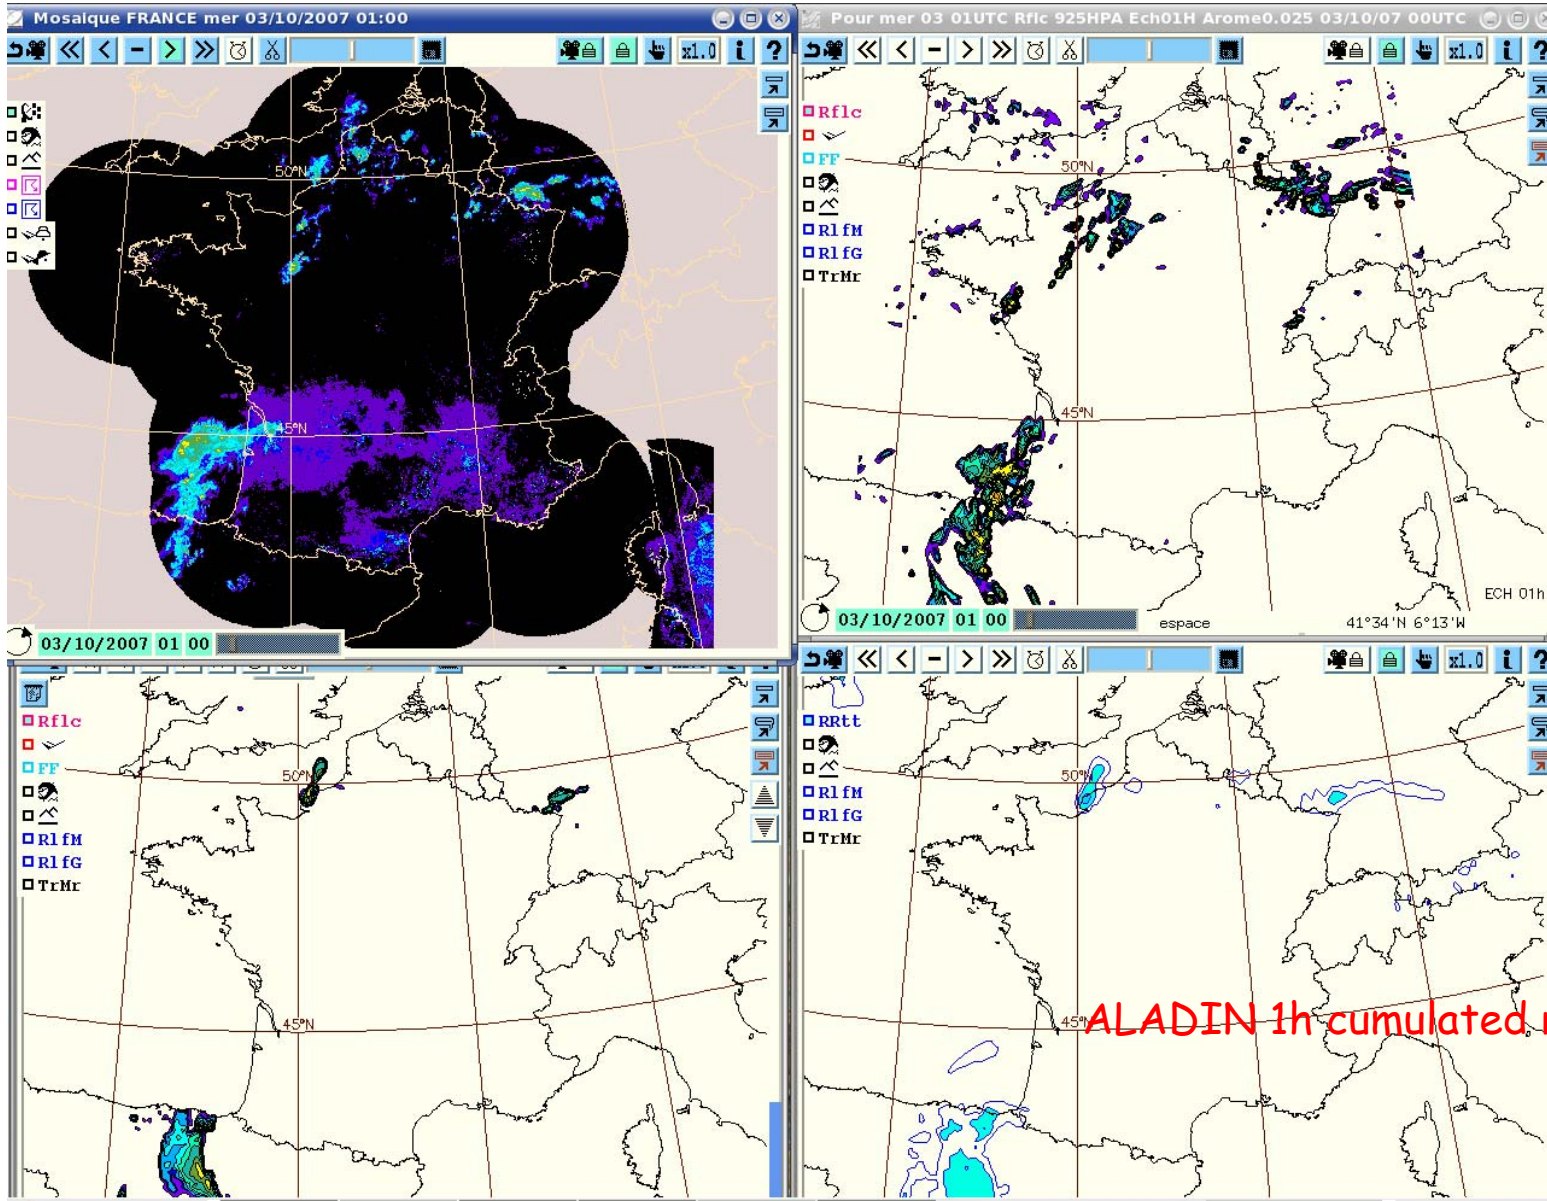 Mosaique FRANCE mer 03/10/2007 01:00
x1.0 i ?
50°N
45°N
03/10/2007 01 00
Pour mer 03 01UTC Rflc 925HPA Ech01H Arome0.025 03/10/07 00UTC
x1.0 i ?
Rflc
FF
RlfM
RlfG
TrMr
50°N
45°N
ECH 01h
03/10/2007 01 00
espace
41°34'N 6°13'W
Rflc
FF
RlfM
RlfG
TrMr
50°N
45°N
x1.0 i ?
RRtt
RlfM
RlfG
TrMr
50°N
45°N
ALADIN 1h cumulated